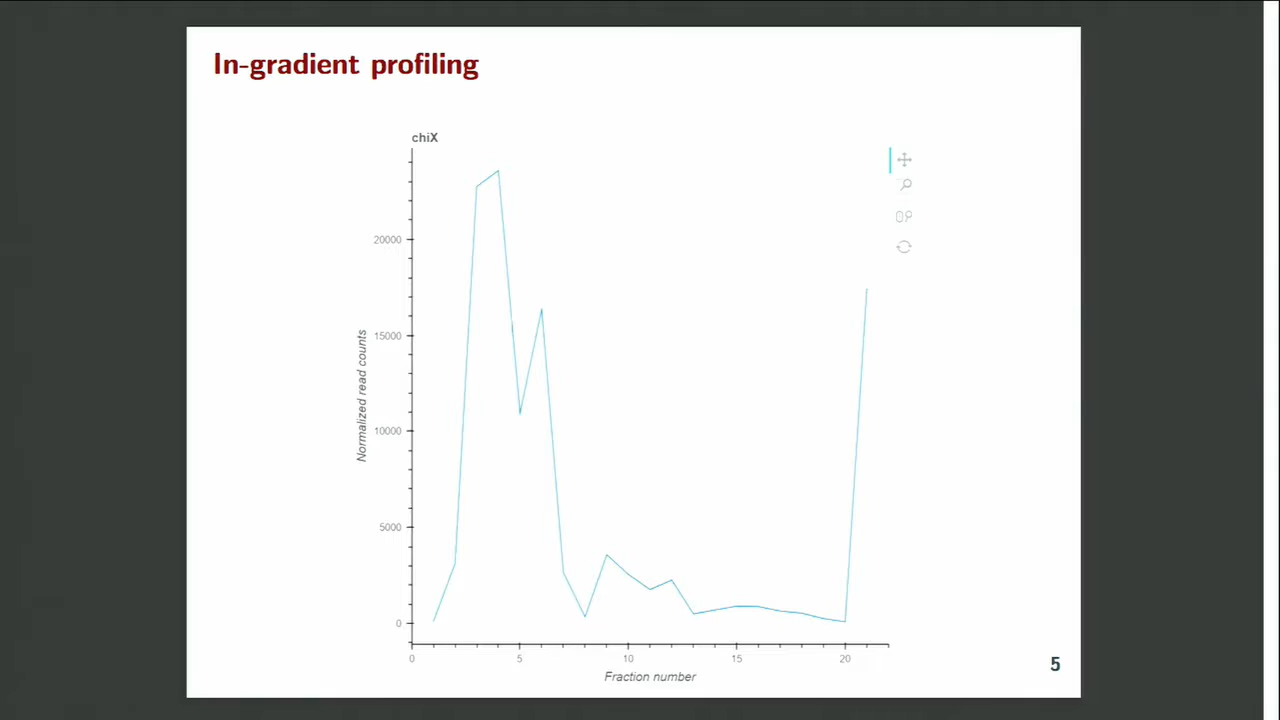 In-gradient profiling
chiX
20000
15000
10000
5000
0
Normalized read counts
0 5 10 15 20
Fraction number
5